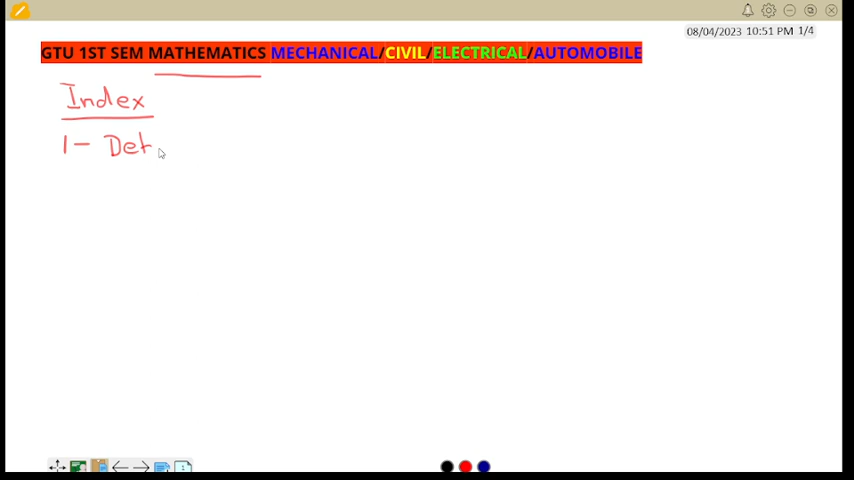 08/04/2023 10:51 PM 1/4
GTU 1ST SEM MATHEMATICS MECHANICAL/CIVIL/ELECTRICAL/AUTOMOBILE
Index
1- Det
1